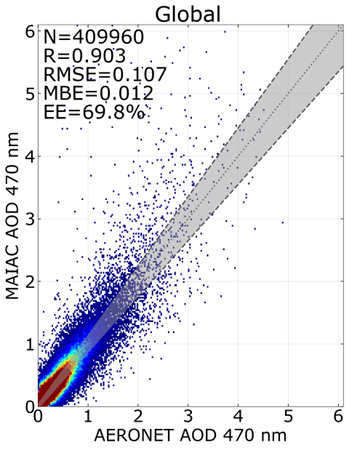 Global
N=409960
R=0.903
RMSE=0.107
MBE=0.012
EE=69.8%
MAIAC AOD 470 nm
6
5
4
3
2
1
0
0 1 2 3 4 5 6
AERONET AOD 470 nm